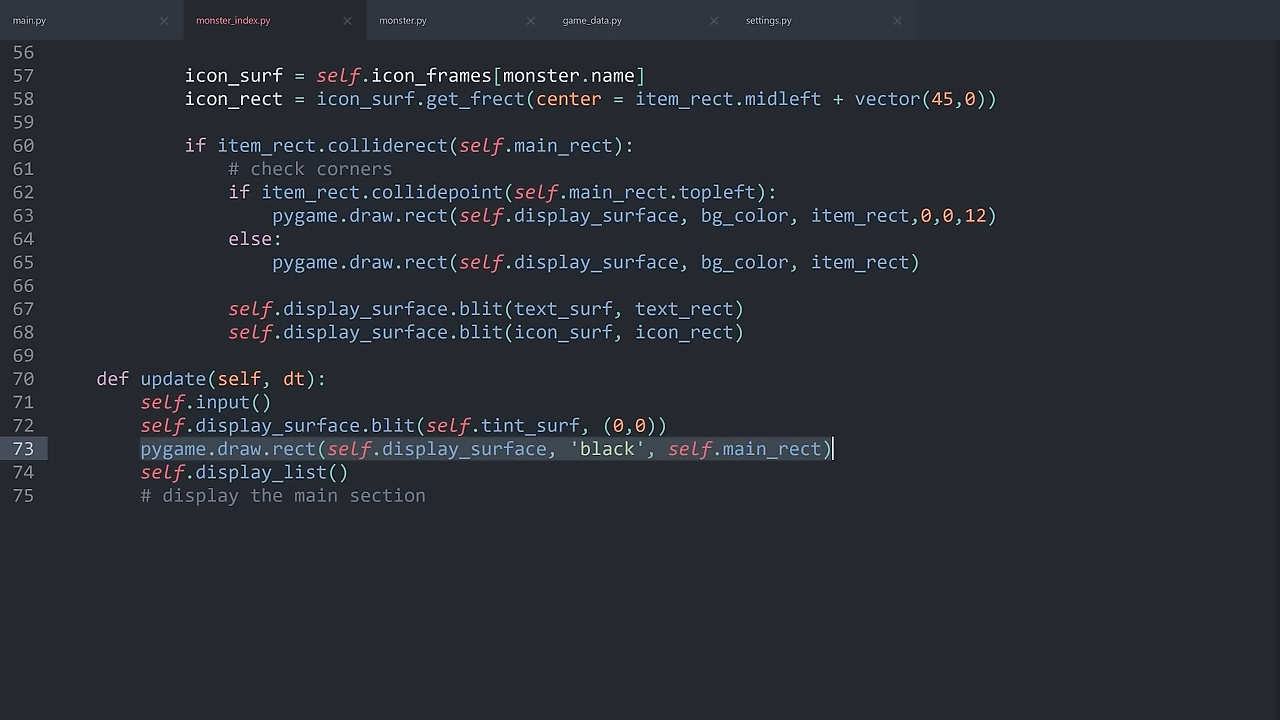 main.py monster_index.py monster.py game_data.py settings.py
56
57 icon_surf = self.icon_frames[monster.name]
58 icon_rect = icon_surf.get_frect(center = item_rect.midleft + vector(45,0))
59
60 if item_rect.colliderect(self.main_rect):
61 # check corners
62 if item_rect.collidepoint(self.main_rect.topleft):
63 pygame.draw.rect(self.display_surface, bg_color, item_rect,0,0,12)
64 else:
65 pygame.draw.rect(self.display_surface, bg_color, item_rect)
66
67 self.display_surface.blit(text_surf, text_rect)
68 self.display_surface.blit(icon_surf, icon_rect)
69
70 def update(self, dt):
71 self.input()
72 self.display_surface.blit(self.tint_surf, (0,0))
73 pygame.draw.rect(self.display_surface, 'black', self.main_rect)
74 self.display_list()
75 # display the main section